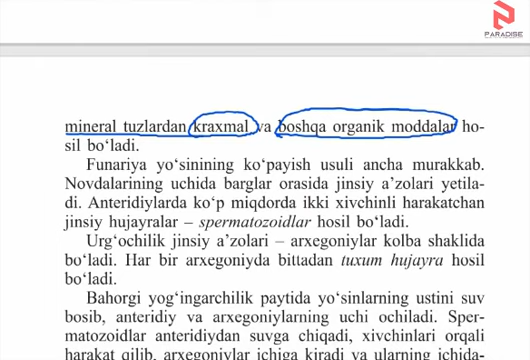 PARADISE
mineral tuzlardan kraxmal va boshqa organik moddalar ho-
sil bo‘ladi.
Funariya yo‘sinining ko‘payish usuli ancha murakkab.
Novdalarining uchida barglar orasida jinsiy a’zolari yetila-
di. Anteridiylarda ko‘p miqdorda ikki xivchinli harakatchan
jinsiy hujayralar – spermatozoidlar hosil bo‘ladi.
Urg‘ochilik jinsiy a’zolari – arxegoniylar kolba shaklida
bo‘ladi. Har bir arxegoniyda bittadan tuxum hujayra hosil
bo‘ladi.
Bahorgi yog‘ingarchilik paytida yo‘sinlarning ustini suv
bosib, anteridiy va arxegoniylarning uchi ochiladi. Sper-
matozoidlar anteridiydan suvga chiqadi, xivchinlari orqali
harakat qilib, arxegoniylar ichiga kiradi va ularning ichida-